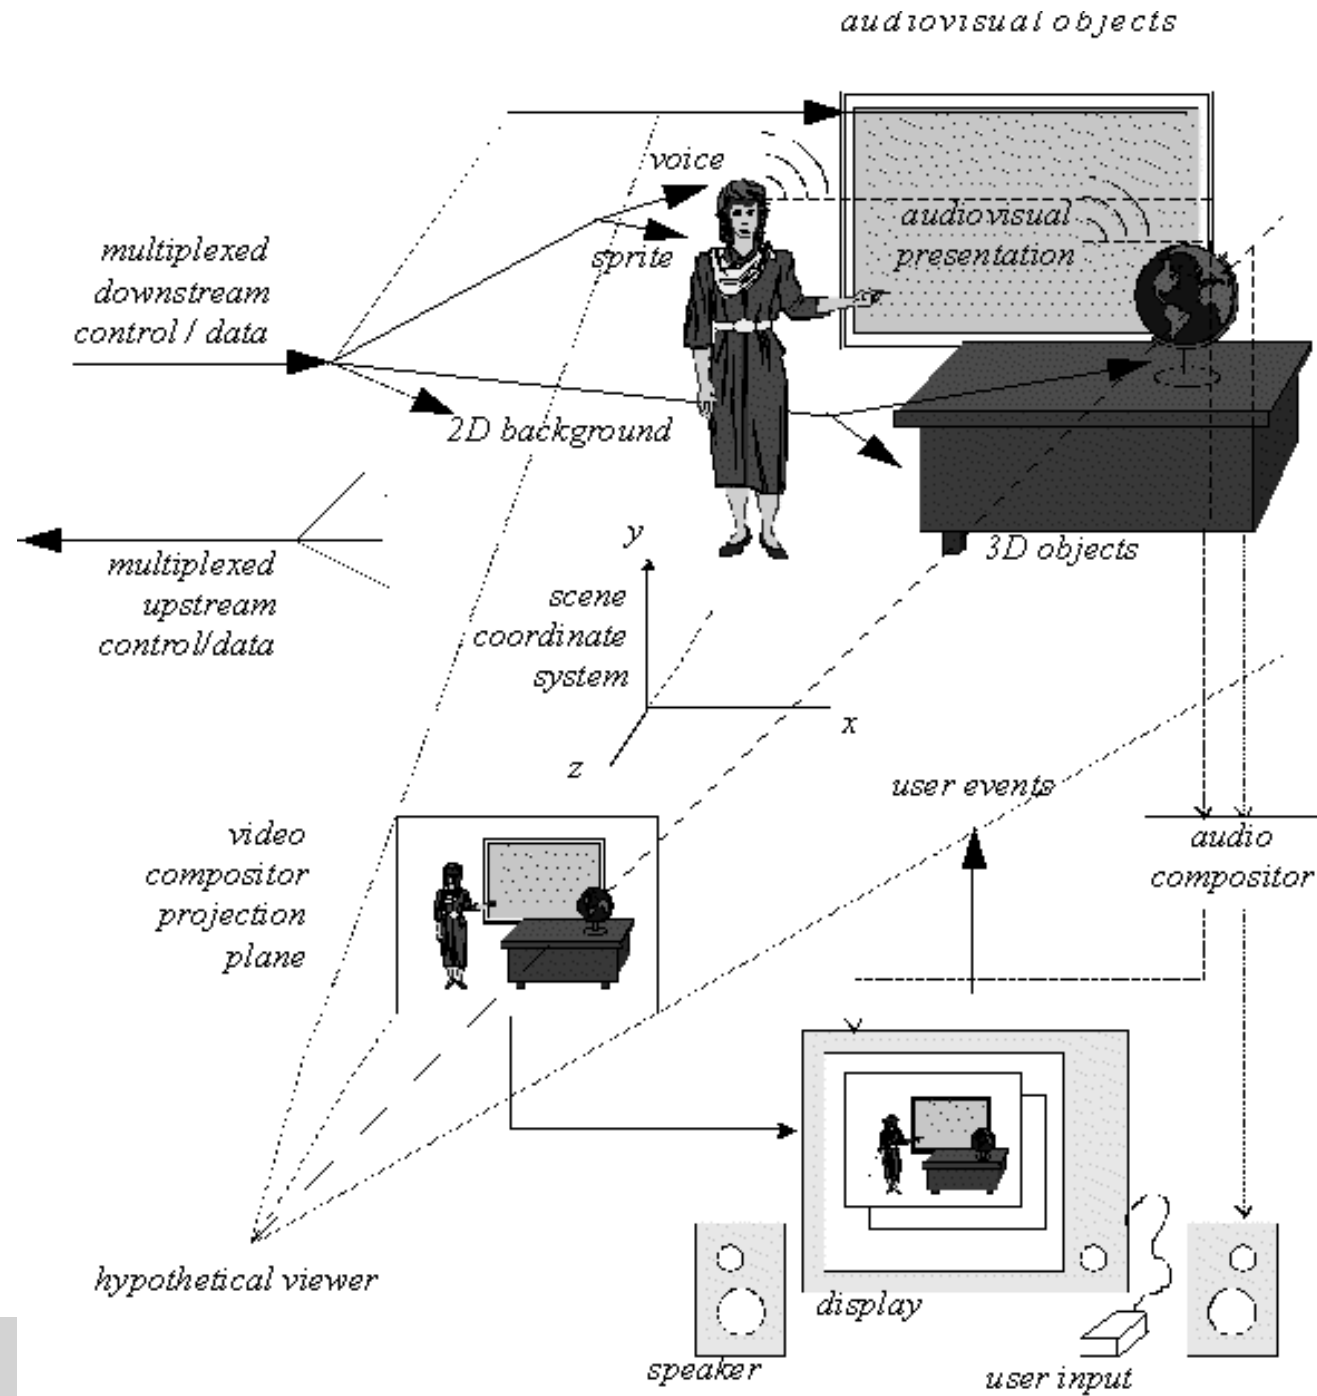 audiovisual objects
voice
sprite
audiovisual
presentation
multiplexed
downstream
control / data
2D background
3D objects
multiplexed
upstream
control/data
y
scene
coordinate
system
x
z
user events
audio
compositor
video
compositor
projection
plane
hypothetical viewer
display
speaker
user input